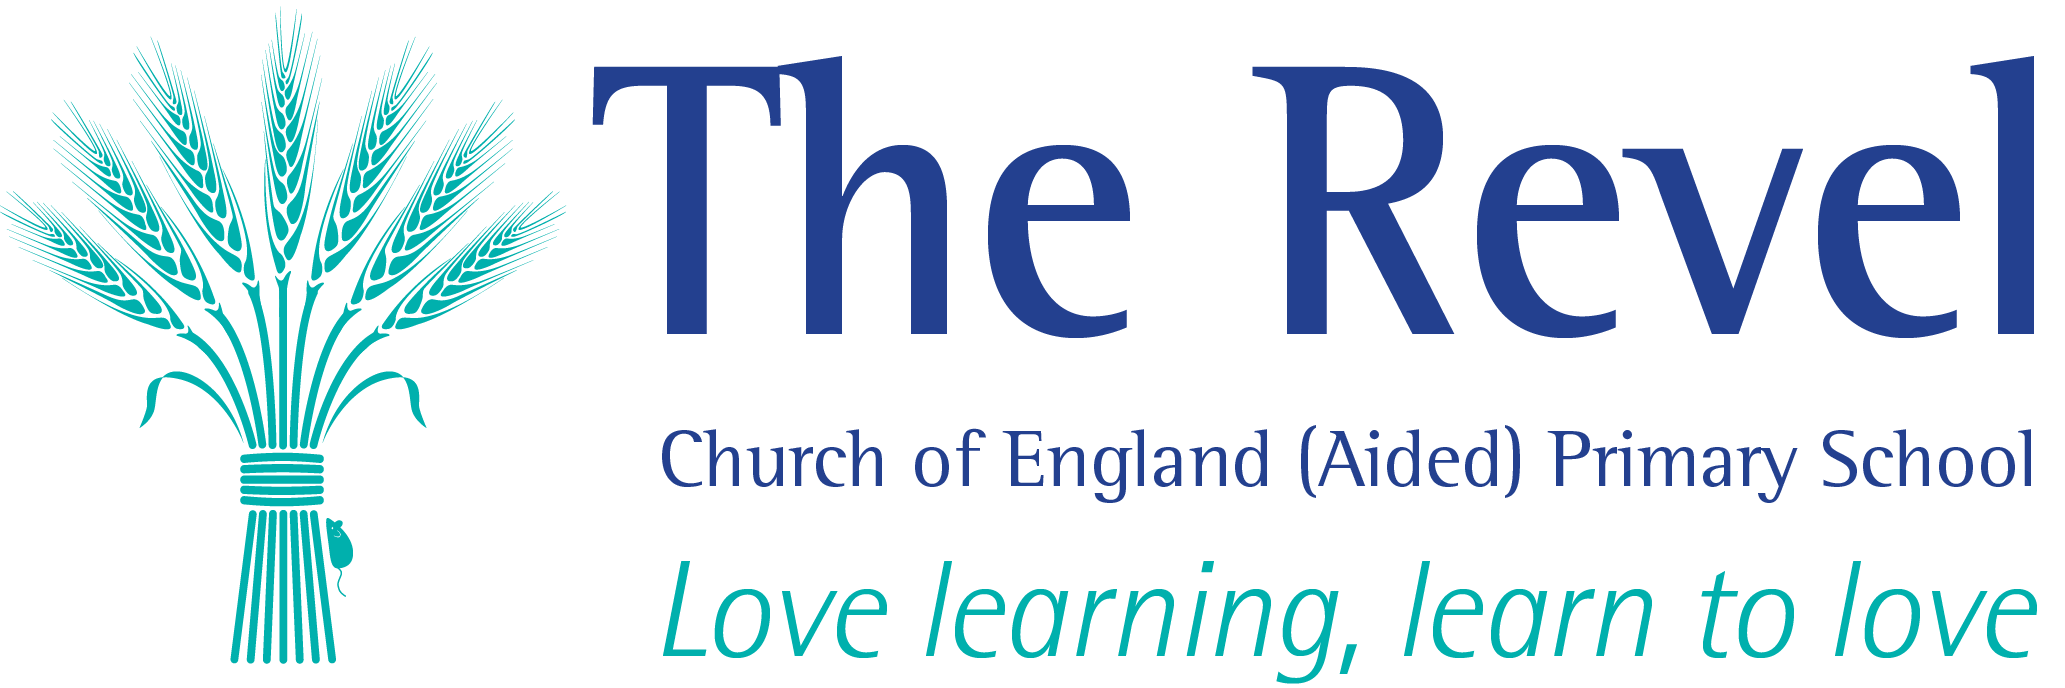 The Revel
Church of England (Aided) Primary School
Love learning, learn to love